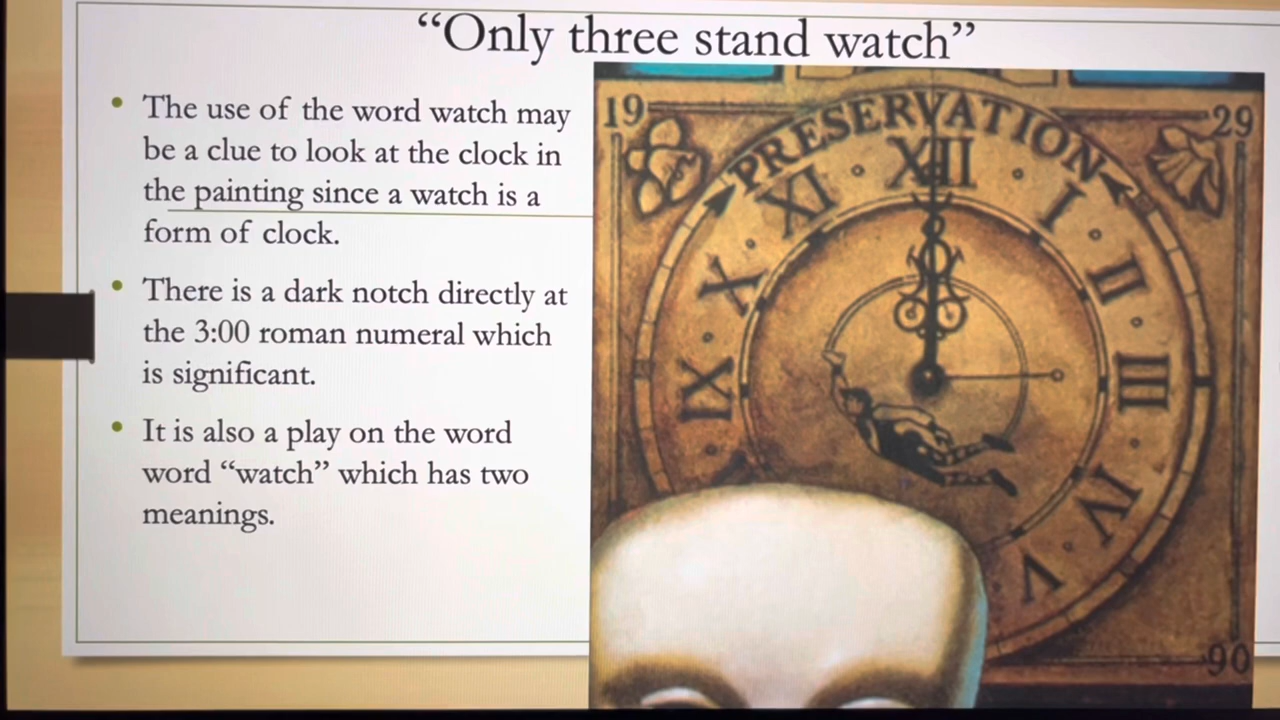 “Only three stand watch”
• The use of the word watch may
be a clue to look at the clock in
the painting since a watch is a
form of clock.
• There is a dark notch directly at
the 3:00 roman numeral which
is significant.
• It is also a play on the word
word “watch” which has two
meanings.
19
29
PRESERVATION
XII
XI
I
X
II
IX
III
IV
V
90